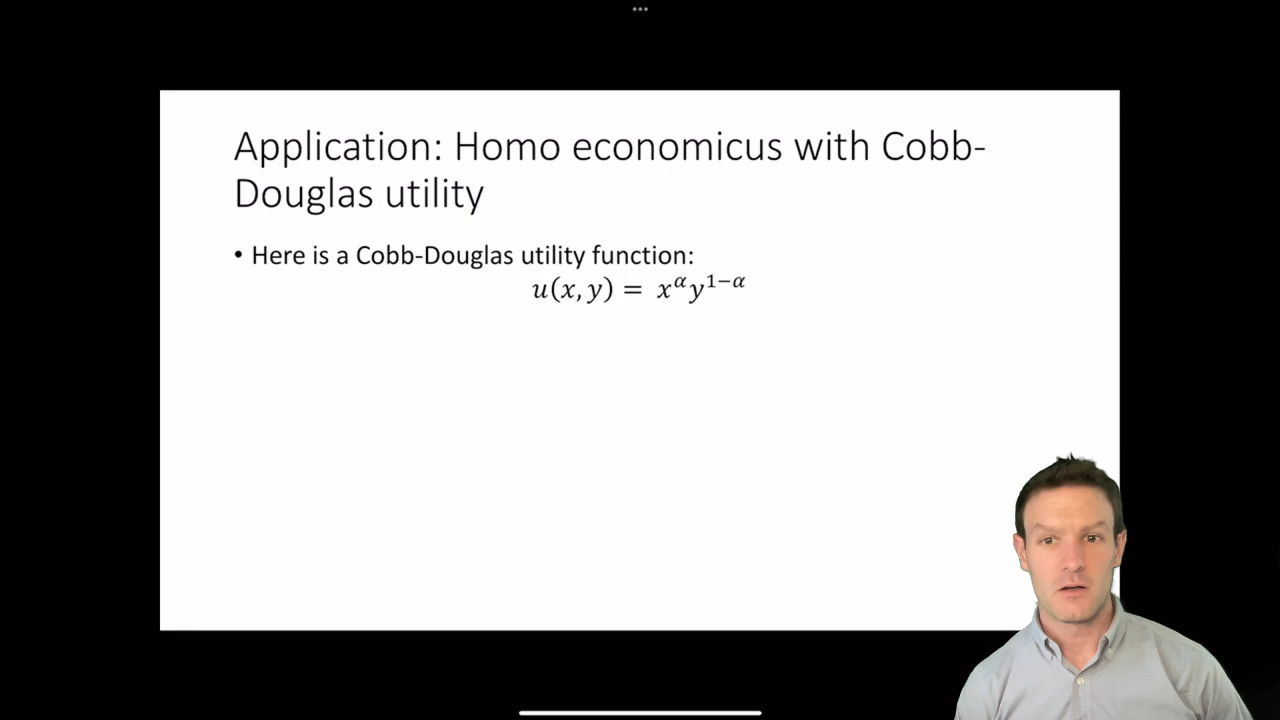 Application: Homo economicus with Cobb-
Douglas utility
• Here is a Cobb-Douglas utility function:
𝑢(𝑥, 𝑦) = 𝑥^𝛼 𝑦^{1−𝛼}